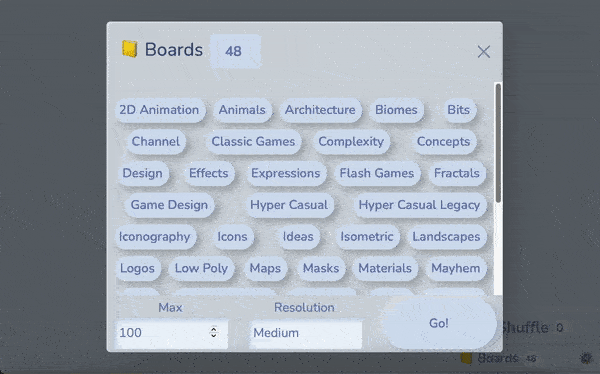 Boards 48
2D Animation Animals Architecture Biomes Bits
Channel Classic Games Complexity Concepts
Design Effects Expressions Flash Games Fractals
Game Design Hyper Casual Hyper Casual Legacy
Iconography Icons Ideas Isometric Landscapes
Logos Low Poly Maps Masks Materials Mayhem
Max Resolution
100 Medium Go!
Shuffle 0
Boards 48